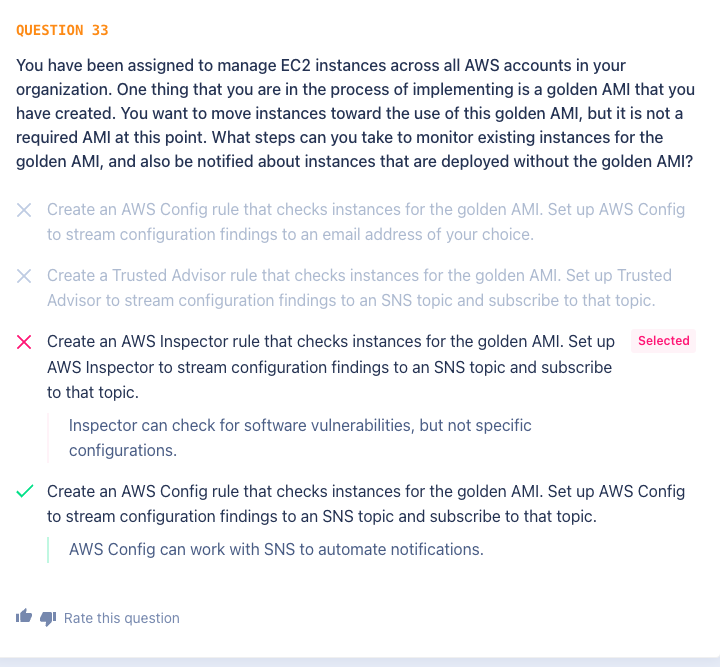 QUESTION 33
You have been assigned to manage EC2 instances across all AWS accounts in your
organization. One thing that you are in the process of implementing is a golden AMI that you
have created. You want to move instances toward the use of this golden AMI, but it is not a
required AMI at this point. What steps can you take to monitor existing instances for the
golden AMI, and also be notified about instances that are deployed without the golden AMI?
Create an AWS Config rule that checks instances for the golden AMI. Set up AWS Config
to stream configuration findings to an email address of your choice.
Create a Trusted Advisor rule that checks instances for the golden AMI. Set up Trusted
Advisor to stream configuration findings to an SNS topic and subscribe to that topic.
Create an AWS Inspector rule that checks instances for the golden AMI. Set up
Selected
AWS Inspector to stream configuration findings to an SNS topic and subscribe
to that topic.
Inspector can check for software vulnerabilities, but not specific
configurations.
Create an AWS Config rule that checks instances for the golden AMI. Set up AWS Config
to stream configuration findings to an SNS topic and subscribe to that topic.
AWS Config can work with SNS to automate notifications.
Rate this question